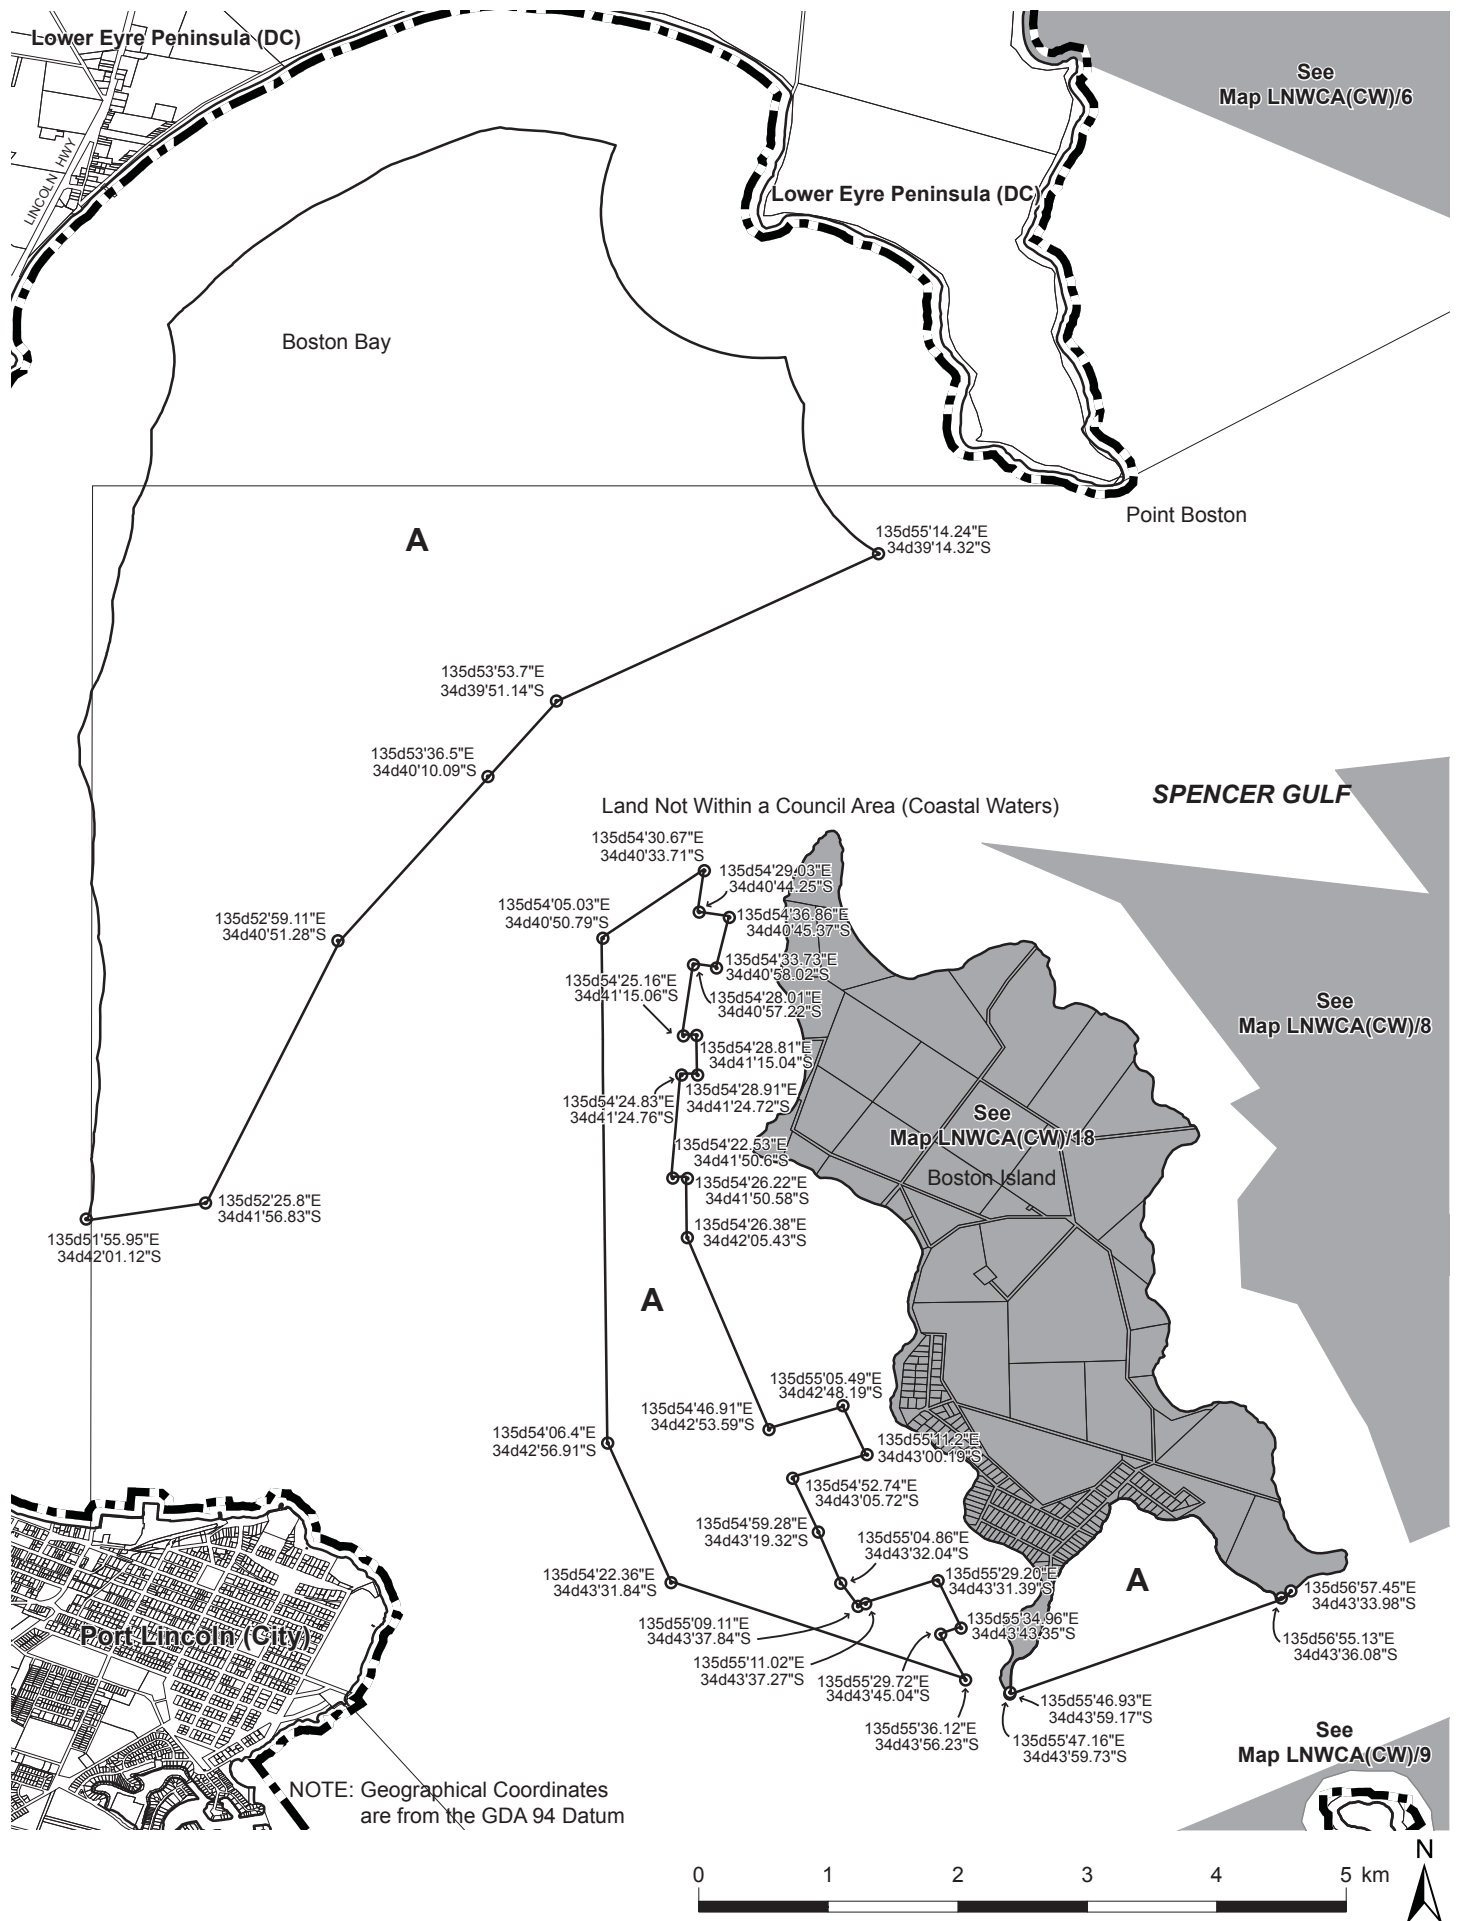 Lower Eyre Peninsula (DC)
See
Map LNWCA(CW)/6
LINCOLN HWY
Lower Eyre Peninsula (DC)
Boston Bay
Point Boston
A
135d55'14.24"E
34d39'14.32"S
135d53'53.7"E
34d39'51.14"S
135d53'36.5"E
34d40'10.09"S
SPENCER GULF
Land Not Within a Council Area (Coastal Waters)
135d54'30.67"E
34d40'33.71"S
135d54'29.03"E
34d40'44.25"S
135d54'05.03"E
34d40'50.79"S
135d54'36.86"E
34d40'45.37"S
135d52'59.11"E
34d40'51.28"S
135d54'33.73"E
34d40'58.02"S
135d54'25.16"E
34d41'15.06"S
135d54'28.01"E
34d40'57.22"S
See
Map LNWCA(CW)/8
135d54'28.81"E
34d41'15.04"S
135d54'28.91"E
34d41'24.72"S
135d54'24.83"E
34d41'24.76"S
See
Map LNWCA(CW)/18
Boston Island
135d54'22.53"E
34d41'50.6"S
135d54'26.22"E
34d41'50.58"S
135d52'25.8"E
34d41'56.83"S
135d54'26.38"E
34d42'05.43"S
135d51'55.95"E
34d42'01.12"S
A
135d55'05.49"E
34d42'48.19"S
135d54'46.91"E
34d42'53.59"S
135d54'06.4"E
34d42'56.91"S
135d55'11.2"E
34d43'00.19"S
135d54'52.74"E
34d43'05.72"S
135d54'59.28"E
34d43'19.32"S
135d55'04.86"E
34d43'32.04"S
135d54'22.36"E
34d43'31.84"S
135d55'29.20"E
34d43'31.39"S
A
135d56'57.45"E
34d43'33.98"S
135d55'09.11"E
34d43'37.84"S
135d55'34.96"E
34d43'43.35"S
Port Lincoln (City)
135d56'55.13"E
34d43'36.08"S
135d55'11.02"E
34d43'37.27"S
135d55'29.72"E
34d43'45.04"S
135d55'46.93"E
34d43'59.17"S
135d55'36.12"E
34d43'56.23"S
135d55'47.16"E
34d43'59.73"S
See
Map LNWCA(CW)/9
NOTE: Geographical Coordinates
are from the GDA 94 Datum
N
0 1 2 3 4 5 km